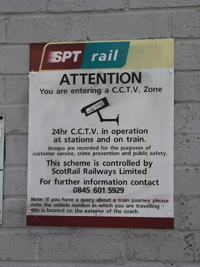 SPT rail
ATTENTION
You are entering a C.C.T.V. Zone
24hr C.C.T.V. in operation
at stations and on train.
Images are recorded for the purposes of
customer service, crime prevention and public safety.
This scheme is controlled by
ScotRail Railways Limited
For further information contact
0845 601 5929
Note: If you have a query about a train journey please
note the vehicle number in which you are travelling -
this is located on the exterior of the coach.